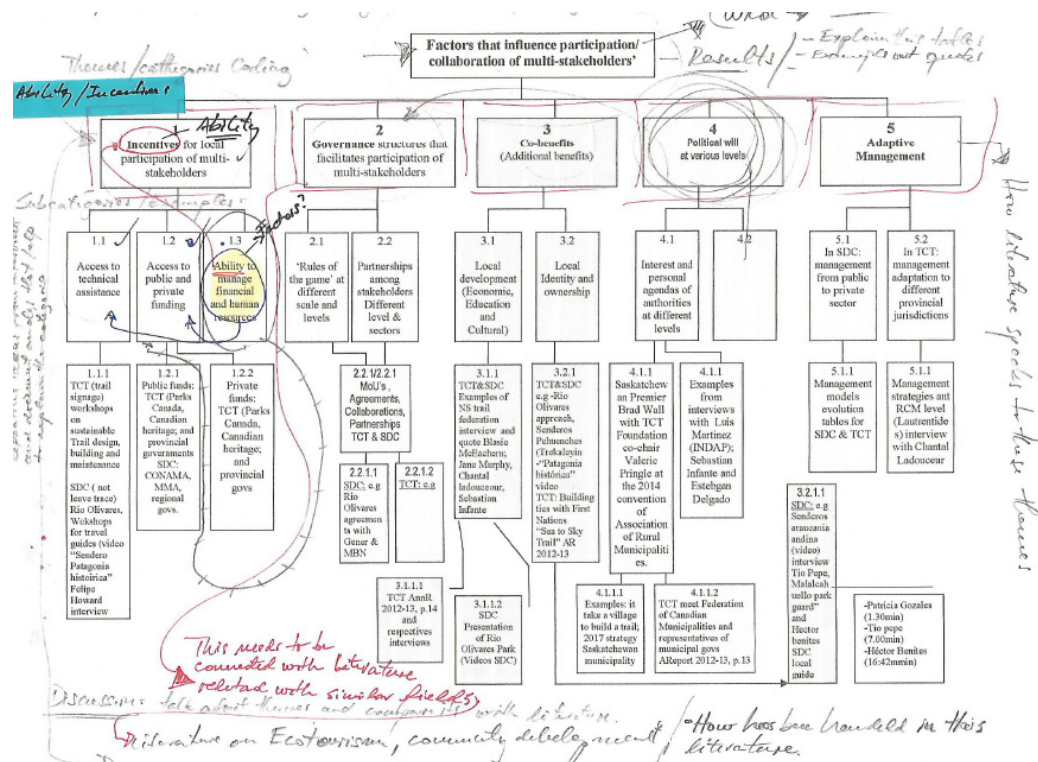 Factors that influence participation/
collaboration of multi-stakeholders'
Results
- Explain this tables
- Examples and quotes
Themes/cathegories Coding
Ability/Incentives
+ Ability
Incentives for local
participation of multi-
stakeholders
2
Governance structures that
facilitates participation of
multi-stakeholders
3
Co-benefits
(Additional benefits)
4
Political will
at various levels
5
Adaptive
Management
Subcategories/examples:
Factors?
1.1
Access to
technical
assistance
1.2
Access to
public and
private
funding
1.3
Ability to
manage
financial
and human
resources
2.1
'Rules of
the game' at
different
scale and
levels
2.2
Partnerships
among
stakeholders
Different
level &
sectors
3.1
Local
development
(Economic,
Education
and
Cultural)
3.2
Local
Identity and
ownership
4.1
Interest and
personal
agendas of
authorities
at different
levels
4.2
5.1
In SDC:
management
from public
to private
sector
5.2
In TCT:
management
adaptation to
different
provincial
jurisdictions
1.1.1
TCT (trail
signage)
workshops
on
sustainable
Trail design,
building and
maintenance
SDC ( not
leave trace)
Rio Olivares,
Wokshops
for travel
guides (video
"Sendero
Patagonia
histoirica"
Felipe
Howard
interview
1.2.1
Public funds:
TCT (Parks
Canada,
Canadian
heritage; and
provincial
governments
SDC:
CONAMA,
MMA,
regional
govs.
1.2.2
Private
funds:
TCT (Parks
Canada,
Canadian
heritage;
and
provincial
govs
2.2.1/2.2.1
MoU's ,
Agreements,
Collaborations,
Partnerships
TCT & SDC
2.2.1.1
SDC: e.g
Rio
Olivares
agreemen
ts with
Gener &
MBN
2.2.1.2
TCT: e.g
3.1.1
TCT&SDC
Examples of
NS trail
federation
interview and
quote Blasie
McEachern;
Jane Murphy,
Chantal
ladouceour,
Sebastian
Infante
3.2.1
TCT&SDC
e.g -Rio
Olivares
approach,
Senderos
Pehuenches
(Trekaleyin
-"Patagonia
histórica"
video
TCT: Building
ties with First
Nations
"Sea to Sky
Trail" AR
2012-13
4.1.1
Saskatchew
an Premier
Brad Wall
with TCT
Foundation
co-chair
Valerie
Pringle at
the 2014
convention
of
Association
of Rural
Municipaliti
es.
4.1.1
Examples
from
interviews
with Luis
Martinez
(INDAP);
Sebastian
Infante and
Estebgan
Delgado
5.1.1
Management
models
evolution
tables for
SDC & TCT
5.1.1
Management
strategies ant
RCM level
(Lautrentide
s) interview
with Chantal
Ladouceur
3.1.1.1
TCT AnnR
2012-13, p.14
and
respectives
interviews
3.1.1.2
SDC
Presentation of
Rio Olivares
Park
(Videos SDC)
4.1.1.1
Examples: it
take a village
to build a trail;
2017 strategy
Saskatchewan
municipality
4.1.1.2
TCT meet Federation
of Canadian
Municipalities and
representatives of
municipal govs
AReport 2012-13, p.13
3.2.1.1
SDC: e.g
Senderos
araucania
andina
(video)
interview
Tio Pepe,
Malalcah
uello park
guard" and
Hector
benites
SDC
local
guide
-Patricia Gozales
(1.30min)
-Tio pepe
(7.00min)
-Héctor Benites
(16:42mmin)
How literature speaks to these themes
This needs to be
connected with literature
related with similar fields
Discussion: talk about themes and components with literature.
literature on Ecotourism, community development
How has been handeld in this
literature.